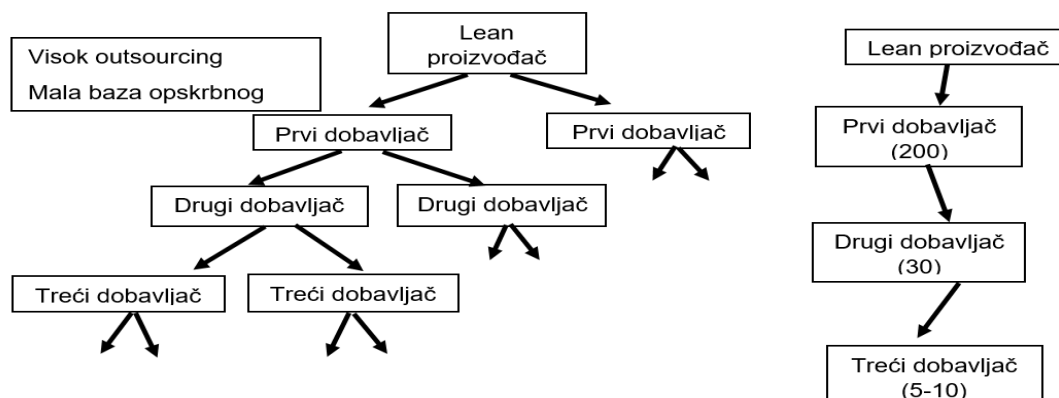 Visok outsourcing
Mala baza opskrbnog
Lean
proizvođač
Prvi dobavljač
Prvi dobavljač
Drugi dobavljač
Drugi dobavljač
Treći dobavljač
Treći dobavljač
Lean proizvođač
Prvi dobavljač
(200)
Drugi dobavljač
(30)
Treći dobavljač
(5-10)